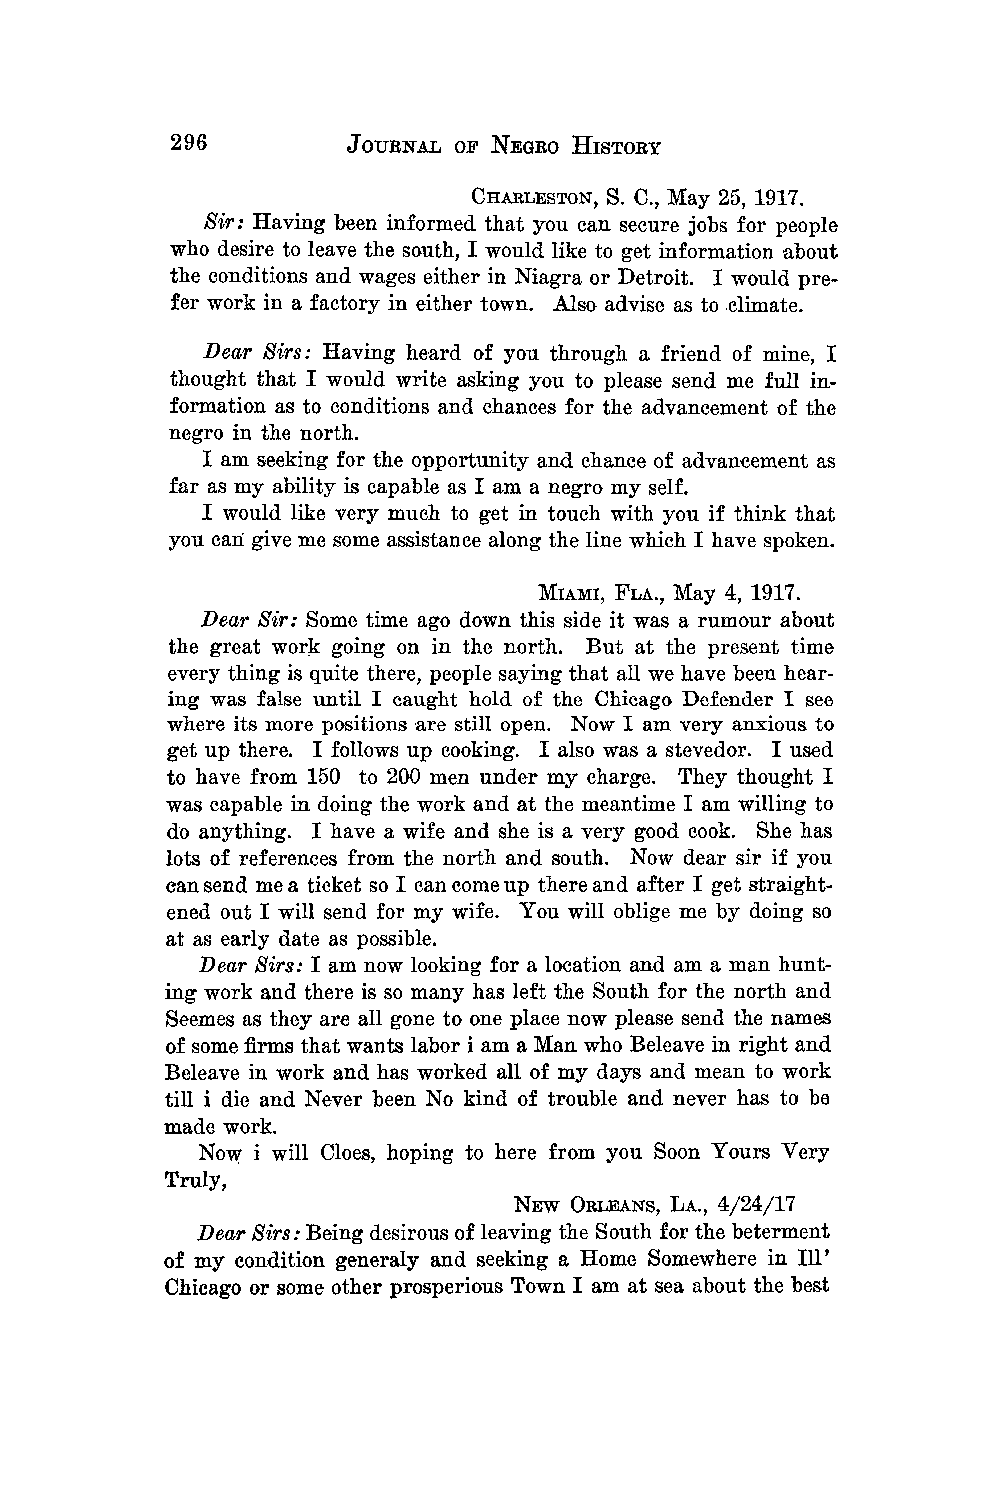 296 JOURNAL OF NEGRO HISTORY
CHARLESTON, S. C., May 25, 1917.
Sir: Having been informed that you can secure jobs for people
who desire to leave the south, I would like to get information about
the conditions and wages either in Niagra or Detroit. I would pre-
fer work in a factory in either town. Also advise as to climate.
Dear Sirs: Having heard of you through a friend of mine, I
thought that I would write asking you to please send me full in-
formation as to conditions and chances for the advancement of the
negro in the north.
I am seeking for the opportunity and chance of advancement as
far as my ability is capable as I am a negro my self.
I would like very much to get in touch with you if think that
you can give me some assistance along the line which I have spoken.
MIAMI, FLA., May 4, 1917.
Dear Sir: Some time ago down this side it was a rumour about
the great work going on in the north. But at the present time
every thing is quite there, people saying that all we have been hear-
ing was false until I caught hold of the Chicago Defender I see
where its more positions are still open. Now I am very anxious to
get up there. I follows up cooking. I also was a stevedor. I used
to have from 150 to 200 men under my charge. They thought I
was capable in doing the work and at the meantime I am willing to
do anything. I have a wife and she is a very good cook. She has
lots of references from the north and south. Now dear sir if you
can send me a ticket so I can come up there and after I get straight-
ened out I will send for my wife. You will oblige me by doing so
at as early date as possible.
Dear Sirs: I am now looking for a location and am a man hunt-
ing work and there is so many has left the South for the north and
Seemes as they are all gone to one place now please send the names
of some firms that wants labor i am a Man who Beleave in right and
Beleave in work and has worked all of my days and mean to work
till i die and Never been No kind of trouble and never has to be
made work.
Now i will Cloes, hoping to here from you Soon Yours Very
Truly,
NEW ORLEANS, LA., 4/24/17
Dear Sirs: Being desirous of leaving the South for the beterment
of my condition generaly and seeking a Home Somewhere in Ill'
Chicago or some other prosperious Town I am at sea about the best